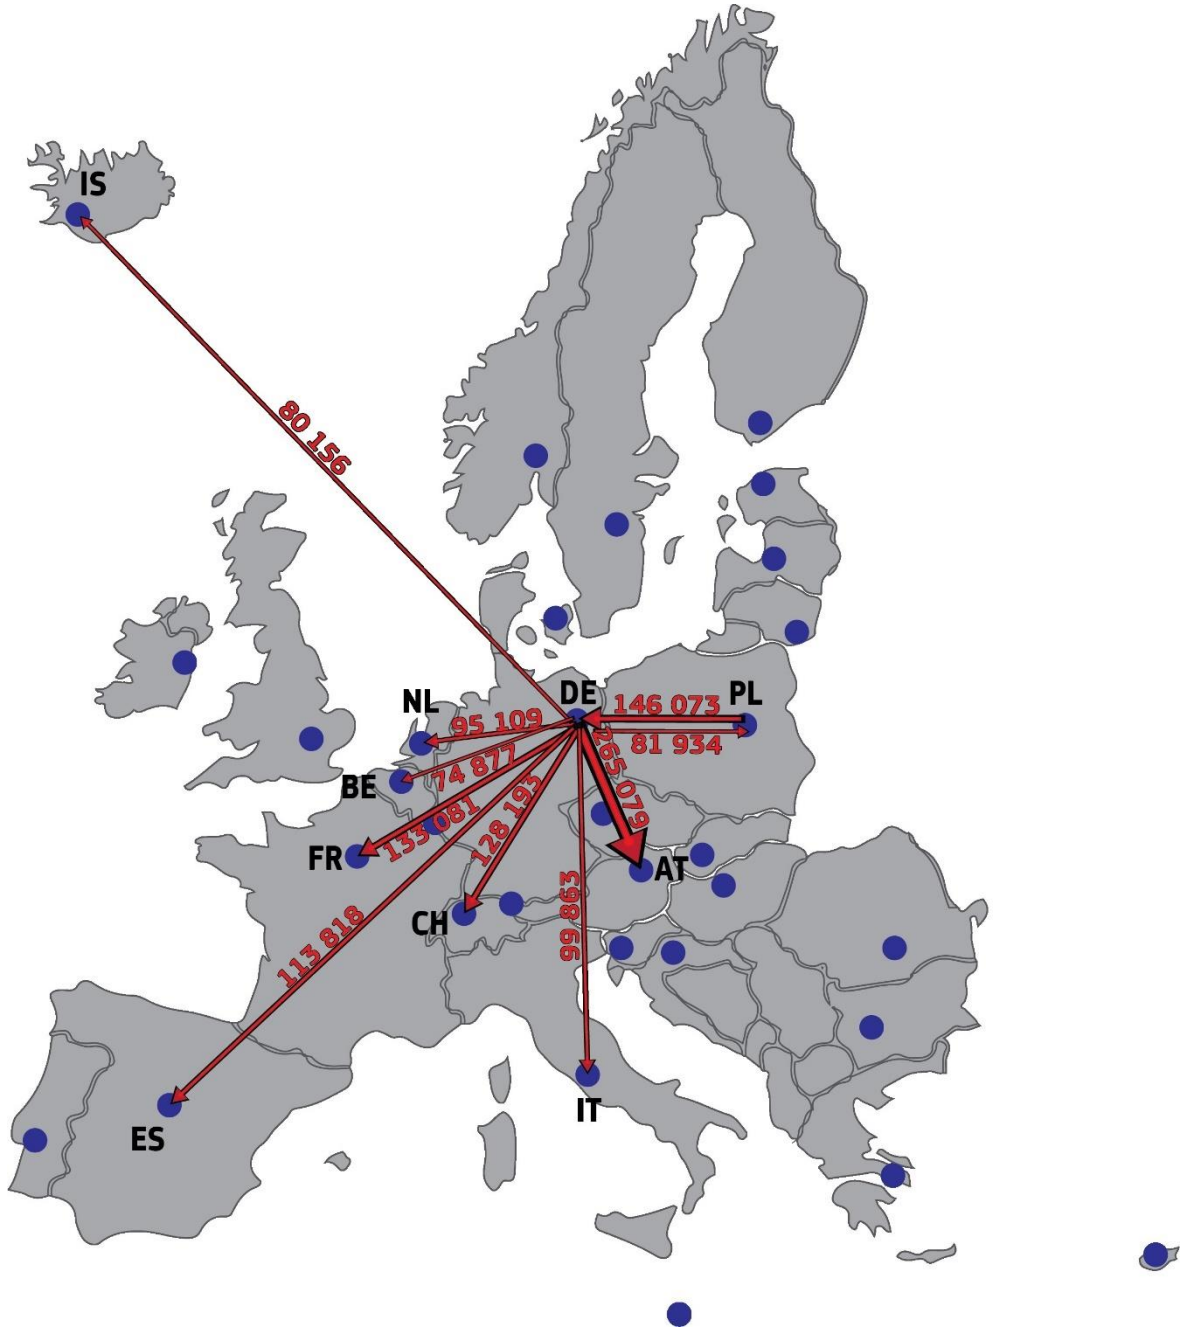 IS
80 156
NL
DE
PL
146 073
95 109
81 934
74 877
265 079
BE
133 081
128 193
FR
AT
99 863
CH
113 818
IT
ES